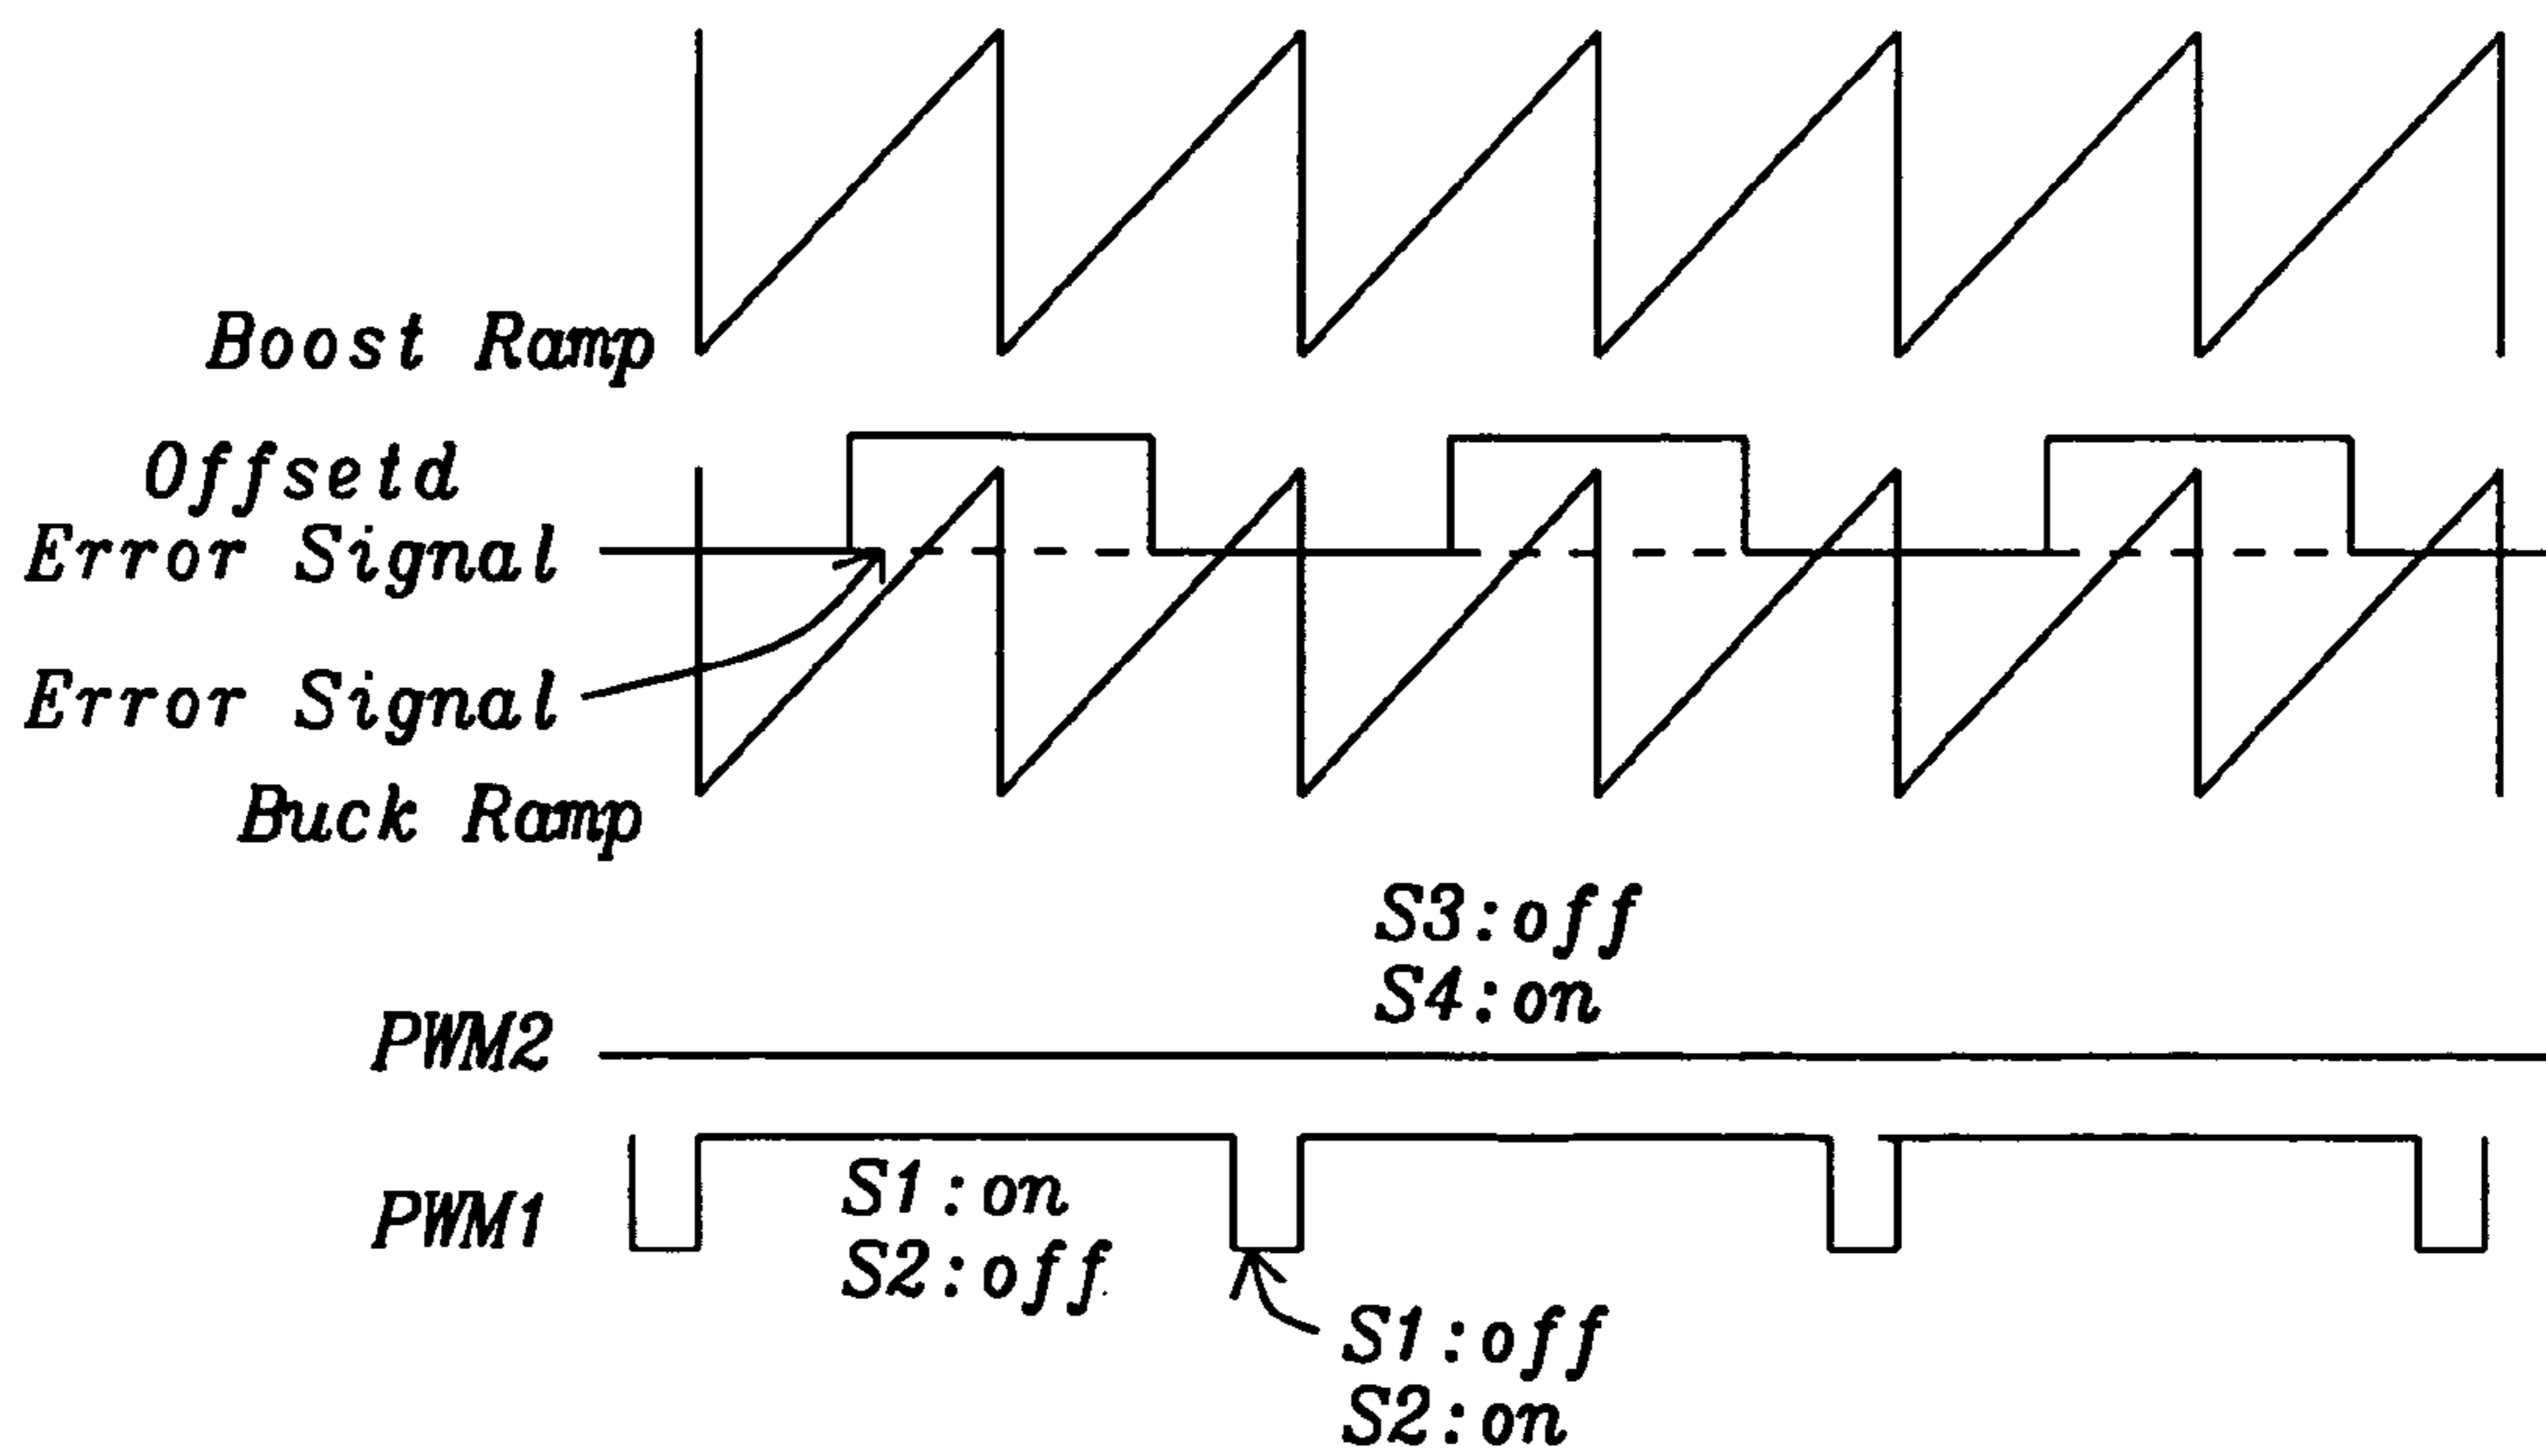 Boost Ramp
Offsetd
Error Signal
Error Signal
Buck Ramp
S3:off
S4:on
PWM2
PWM1
S1:on
S2:off
S1:off
S2:on